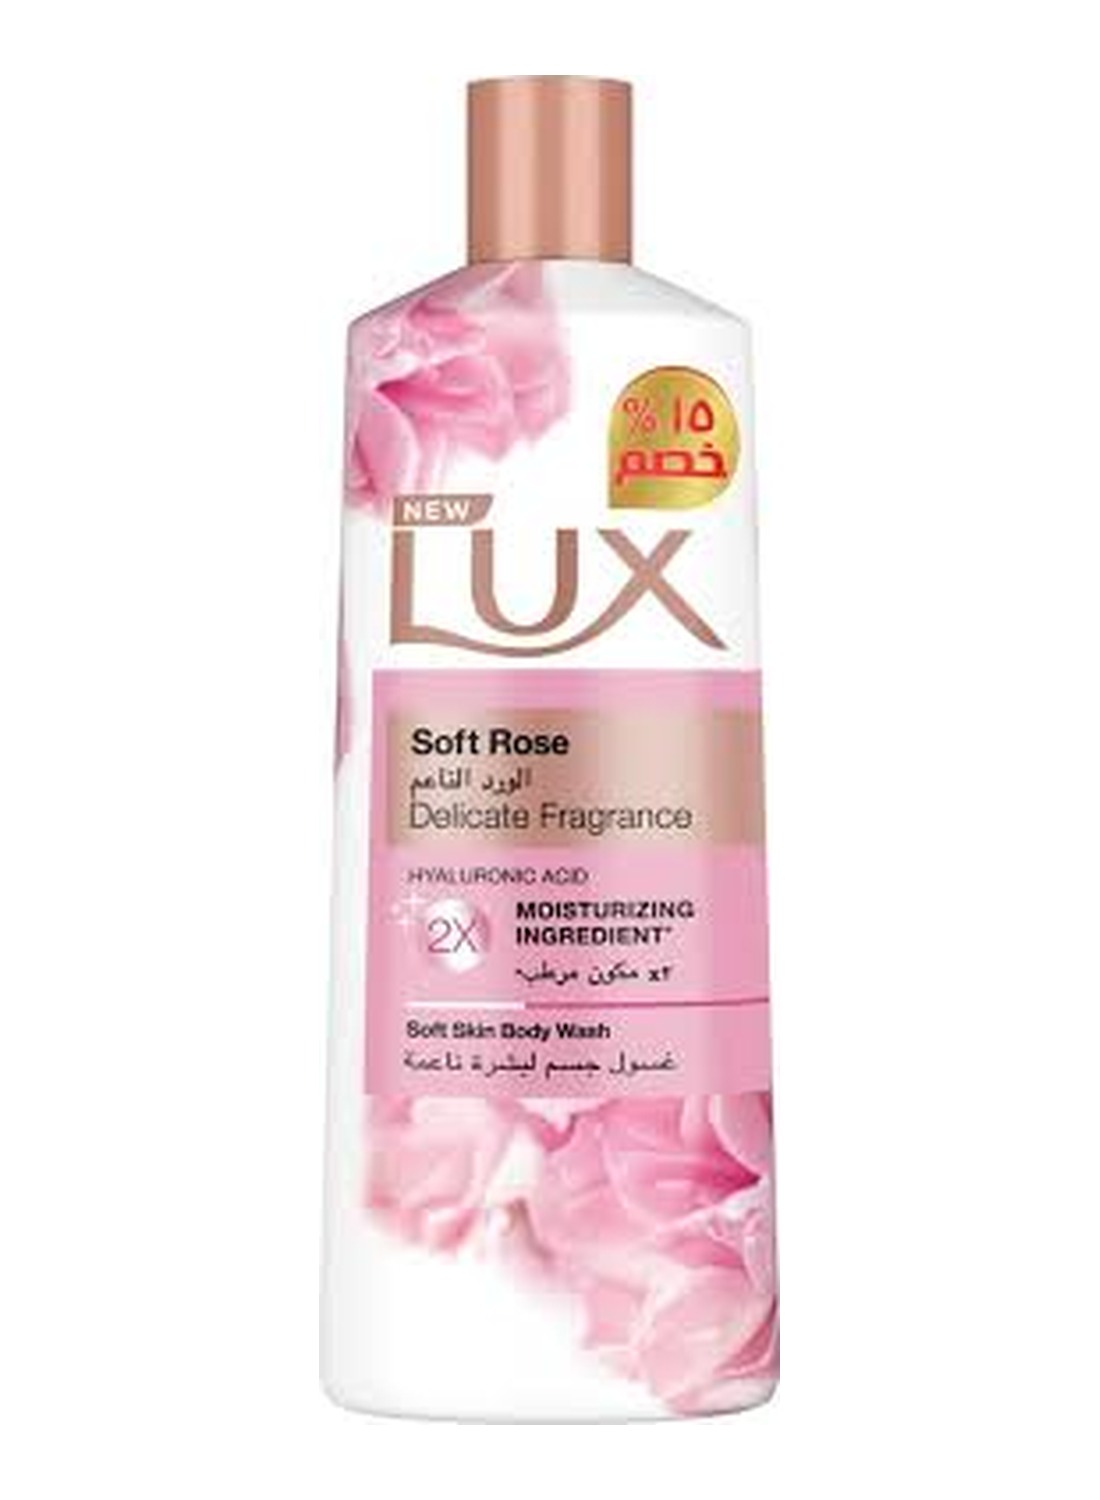 ١٥ %
خصم
NEW
LUX
Soft Rose
الورد الناعم
Delicate Fragrance
HYALURONIC ACID
2X
MOISTURIZING
INGREDIENT*
x٢ مكون مرطب*
Soft Skin Body Wash
غسول جسم لبشرة ناعمة